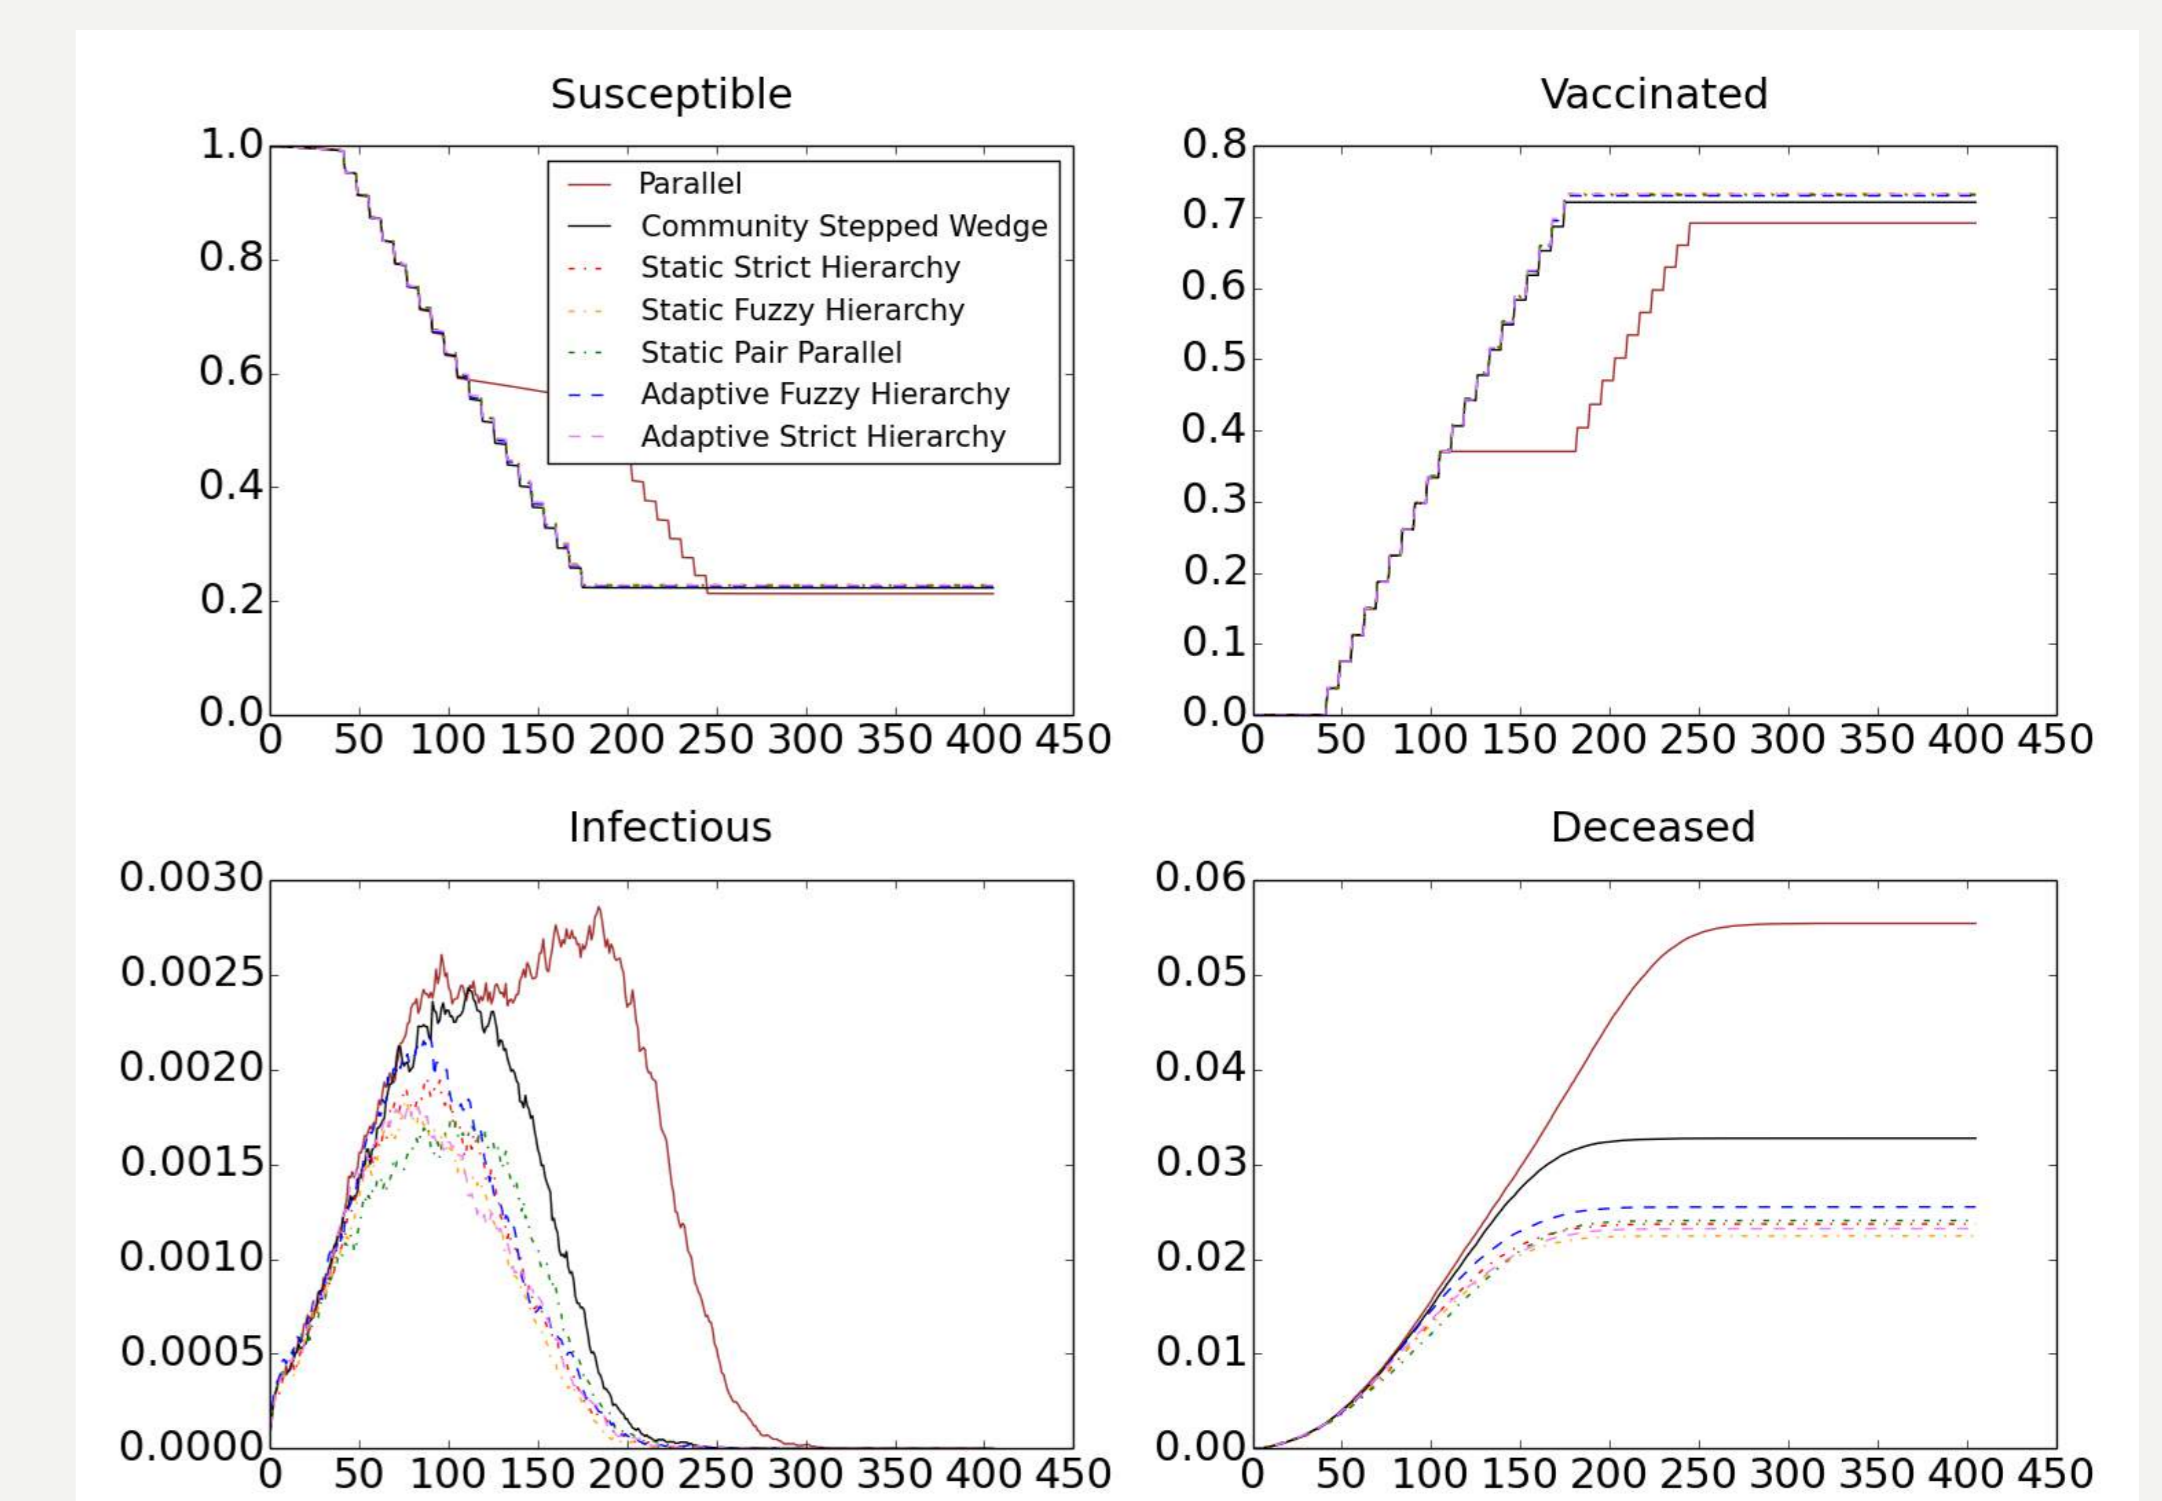 Susceptible
1.0
0.8
0.6
0.4
0.2
0.0
0 50 100 150 200 250 300 350 400 450
Parallel
Community Stepped Wedge
Static Strict Hierarchy
Static Fuzzy Hierarchy
Static Pair Parallel
Adaptive Fuzzy Hierarchy
Adaptive Strict Hierarchy
Vaccinated
0.8
0.7
0.6
0.5
0.4
0.3
0.2
0.1
0.0
0 50 100 150 200 250 300 350 400 450
Infectious
0.0030
0.0025
0.0020
0.0015
0.0010
0.0005
0.0000
0 50 100 150 200 250 300 350 400 450
Deceased
0.06
0.05
0.04
0.03
0.02
0.01
0.00
0 50 100 150 200 250 300 350 400 450